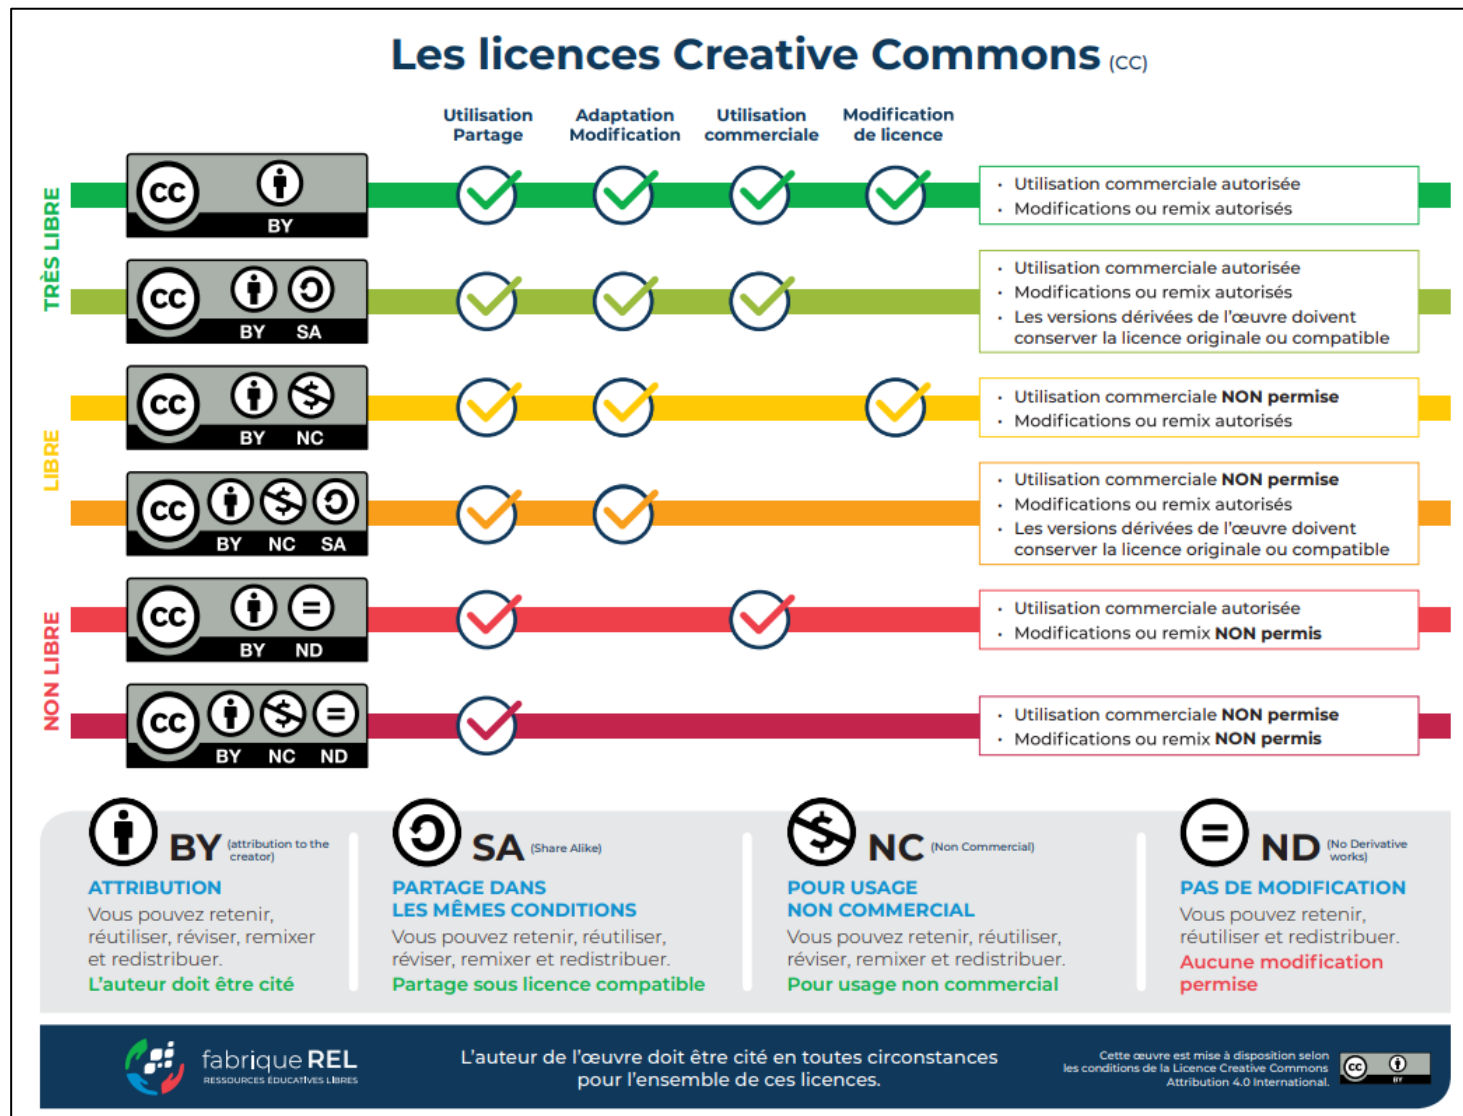 Les licences Creative Commons (CC)
Utilisation
Partage
Adaptation
Modification
Utilisation
commerciale
Modification
de licence
TRÈS LIBRE
CC
BY
• Utilisation commerciale autorisée
• Modifications ou remix autorisés
CC
BY SA
• Utilisation commerciale autorisée
• Modifications ou remix autorisés
• Les versions dérivées de l'œuvre doivent
conserver la licence originale ou compatible
LIBRE
CC
BY NC
• Utilisation commerciale NON permise
• Modifications ou remix autorisés
CC
BY NC SA
• Utilisation commerciale NON permise
• Modifications ou remix autorisés
• Les versions dérivées de l'œuvre doivent
conserver la licence originale ou compatible
NON LIBRE
CC
BY ND
• Utilisation commerciale autorisée
• Modifications ou remix NON permis
CC
BY NC ND
• Utilisation commerciale NON permise
• Modifications ou remix NON permis
BY (attribution to the
creator)
ATTRIBUTION
Vous pouvez retenir,
réutiliser, réviser, remixer
et redistribuer.
L'auteur doit être cité
SA (Share Alike)
PARTAGE DANS
LES MÊMES CONDITIONS
Vous pouvez retenir, réutiliser,
réviser, remixer et redistribuer.
Partage sous licence compatible
NC (Non Commercial)
POUR USAGE
NON COMMERCIAL
Vous pouvez retenir, réutiliser,
réviser, remixer et redistribuer.
Pour usage non commercial
ND (No Derivative
works)
PAS DE MODIFICATION
Vous pouvez retenir,
réutiliser et redistribuer.
Aucune modification
permise
fabrique REL
RESSOURCES ÉDUCATIVES LIBRES
L'auteur de l'œuvre doit être cité en toutes circonstances
pour l'ensemble de ces licences.
Cette œuvre est mise à disposition selon
les conditions de la Licence Creative Commons
Attribution 4.0 International.
CC
BY